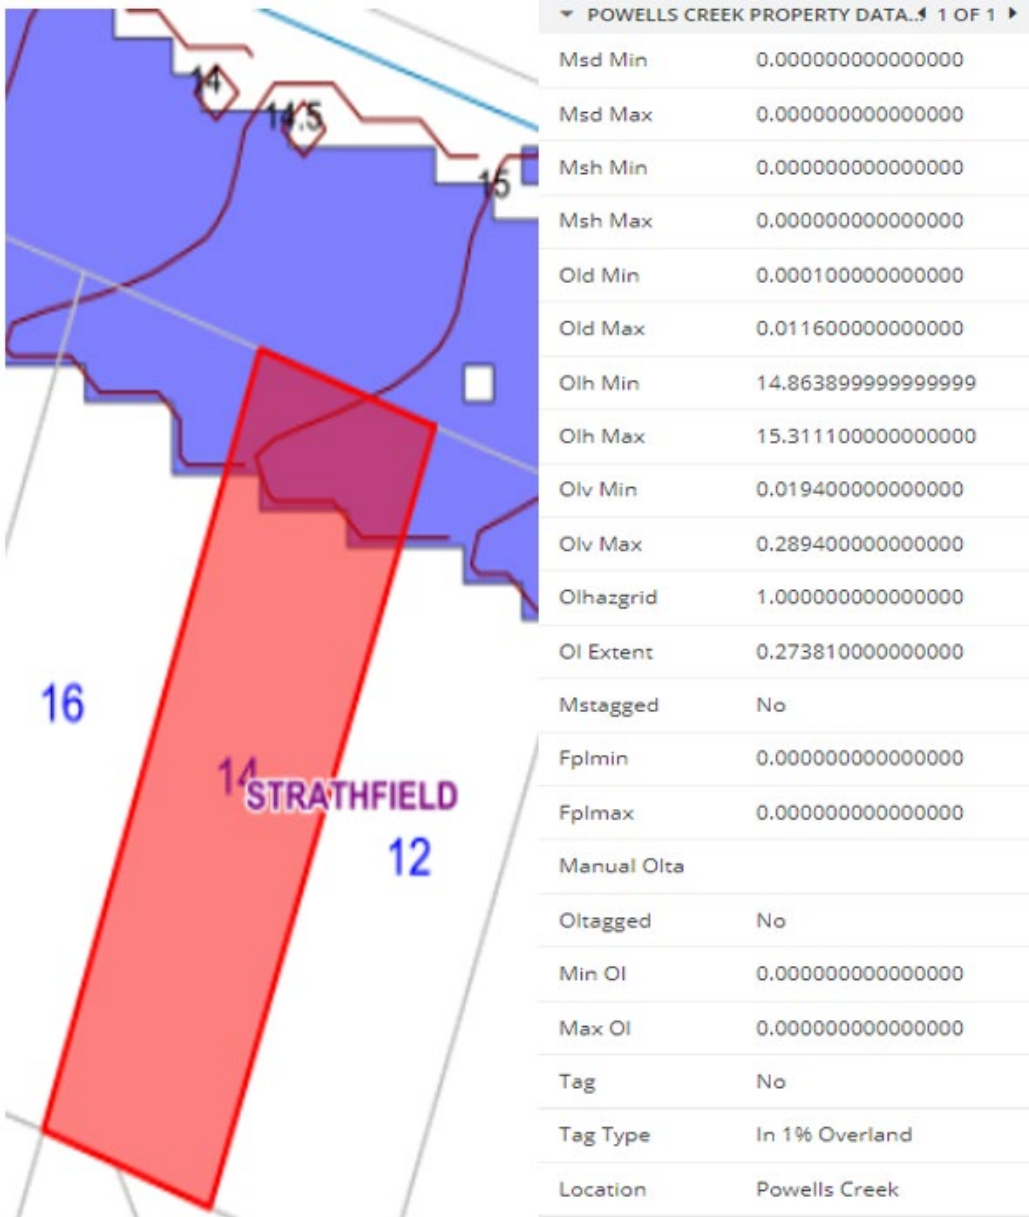 14
14.5
15
16
14
STRATHFIELD
12
POWELLS CREEK PROPERTY DATA... 1 OF 1
Msd Min 0.000000000000000
Msd Max 0.000000000000000
Msh Min 0.000000000000000
Msh Max 0.000000000000000
Old Min 0.000100000000000
Old Max 0.011600000000000
Olh Min 14.863899999999999
Olh Max 15.311100000000000
Olv Min 0.019400000000000
Olv Max 0.289400000000000
Olhazgrid 1.000000000000000
Ol Extent 0.273810000000000
Mstagged No
Fplmin 0.000000000000000
Fplmax 0.000000000000000
Manual Olta
Oltagged No
Min Ol 0.000000000000000
Max Ol 0.000000000000000
Tag No
Tag Type In 1% Overland
Location Powells Creek